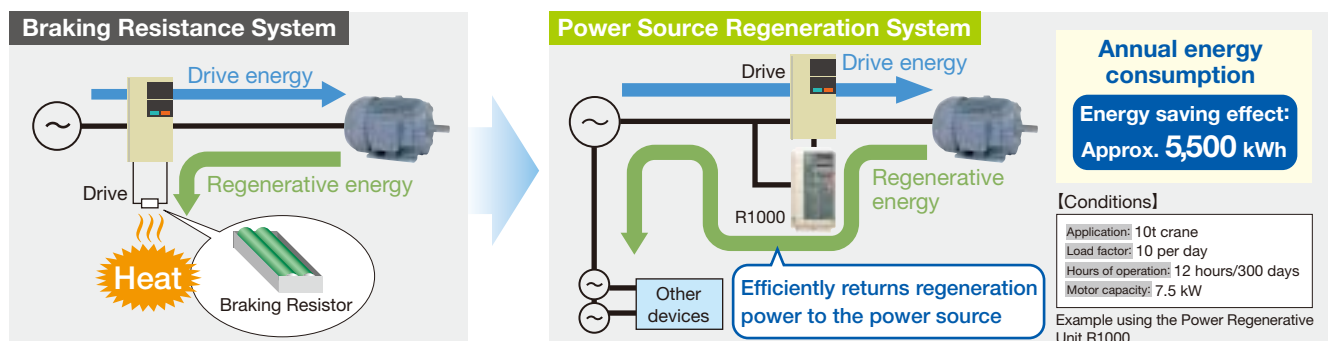 Braking Resistance System
Drive energy
~
Regenerative energy
Drive
Heat
Braking Resistor
Power Source Regeneration System
Drive
Drive energy
~
Regenerative
energy
R1000
~
~
Other
devices
Efficiently returns regeneration
power to the power source
Annual energy
consumption
Energy saving effect:
Approx. 5,500 kWh
【Conditions】
Application: 10t crane
Load factor: 10 per day
Hours of operation: 12 hours/300 days
Motor capacity: 7.5 kW
Example using the Power Regenerative
Unit R1000